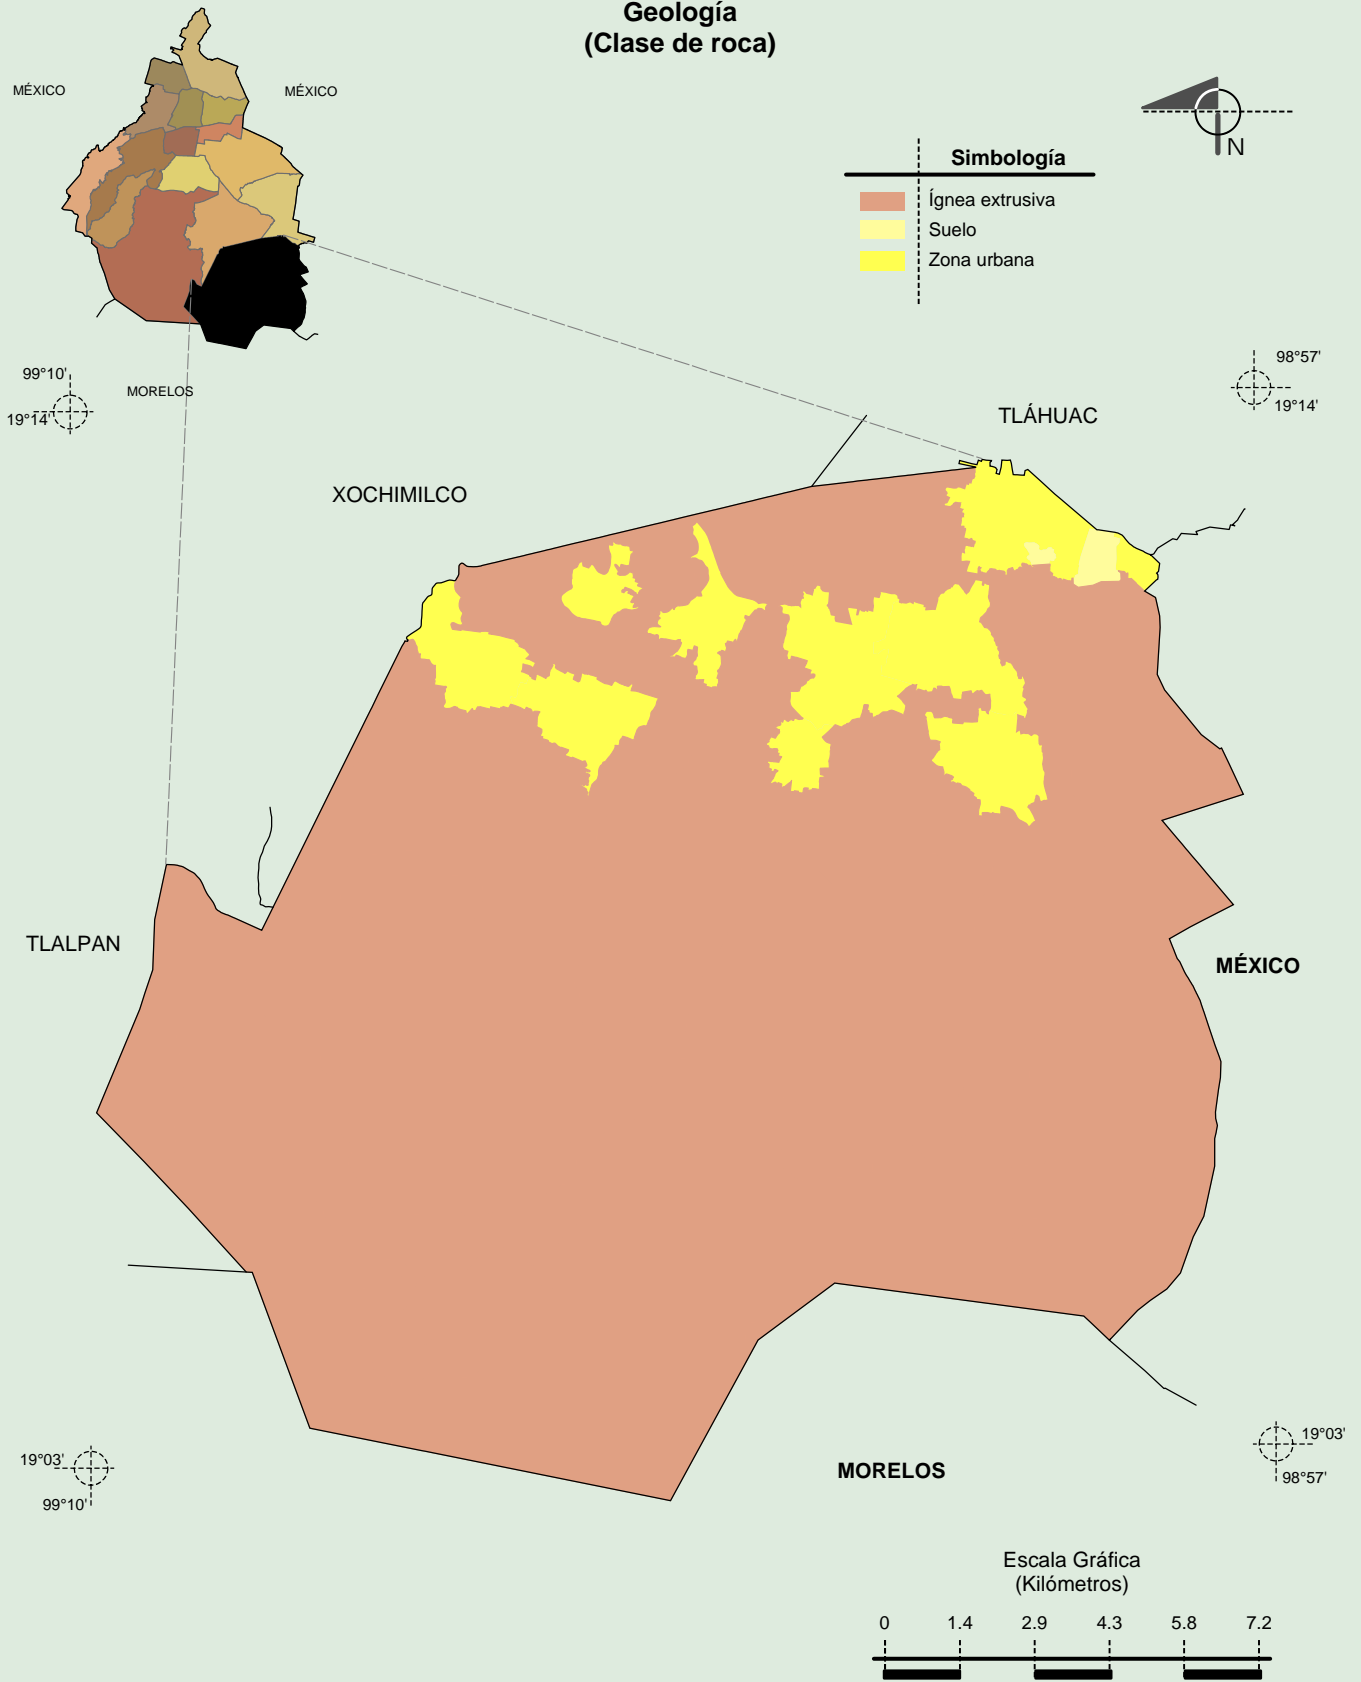 Geología
(Clase de roca)
MÉXICO
MÉXICO
N
Simbología
Ígnea extrusiva
Suelo
Zona urbana
99°10'
19°14'
MORELOS
98°57'
19°14'
TLÁHUAC
XOCHIMILCO
TLALPAN
MÉXICO
19°03'
99°10'
MORELOS
19°03'
98°57'
Escala Gráfica
(Kilómetros)
0 1.4 2.9 4.3 5.8 7.2